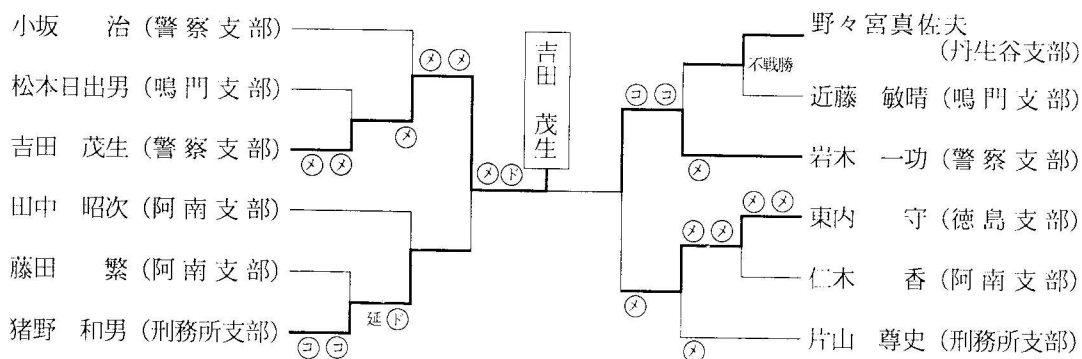 小坂 治 (警察支部)
松本日出男 (鳴門支部)
吉田 茂生 (警察支部)
田中 昭次 (阿南支部)
藤田 繁 (阿南支部)
猪野 和男 (刑務所支部)
メ メ
メ
メ メ
メ ド
延 ド
コ コ
吉田 茂生
野々宮真佐夫
(丹生谷支部)
不戦勝
近藤 敏晴 (鳴門支部)
コ コ
岩木 一功 (警察支部)
メ
東内 守 (徳島支部)
メ メ
メ メ
仁木 香 (阿南支部)
メ
片山 尊史 (刑務所支部)
メ